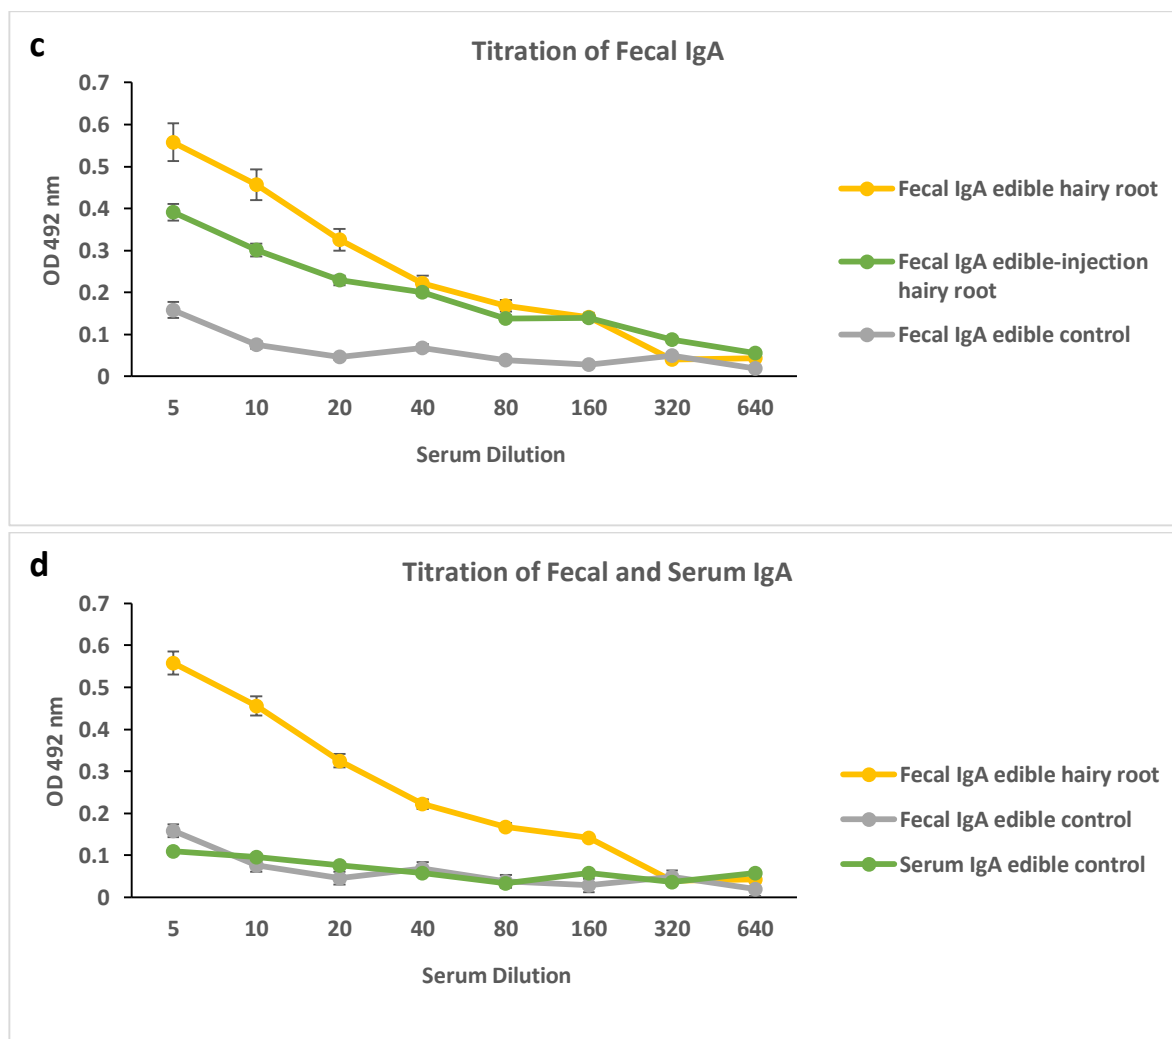 c
Titration of Fecal IgA
0.7
0.6
0.5
0.4
0.3
0.2
0.1
0
OD 492 nm
5 10 20 40 80 160 320 640
Serum Dilution
Fecal IgA edible hairy root
Fecal IgA edible-injection
hairy root
Fecal IgA edible control
d
Titration of Fecal and Serum IgA
0.7
0.6
0.5
0.4
0.3
0.2
0.1
0
OD 492 nm
5 10 20 40 80 160 320 640
Serum Dilution
Fecal IgA edible hairy root
Fecal IgA edible control
Serum IgA edible control